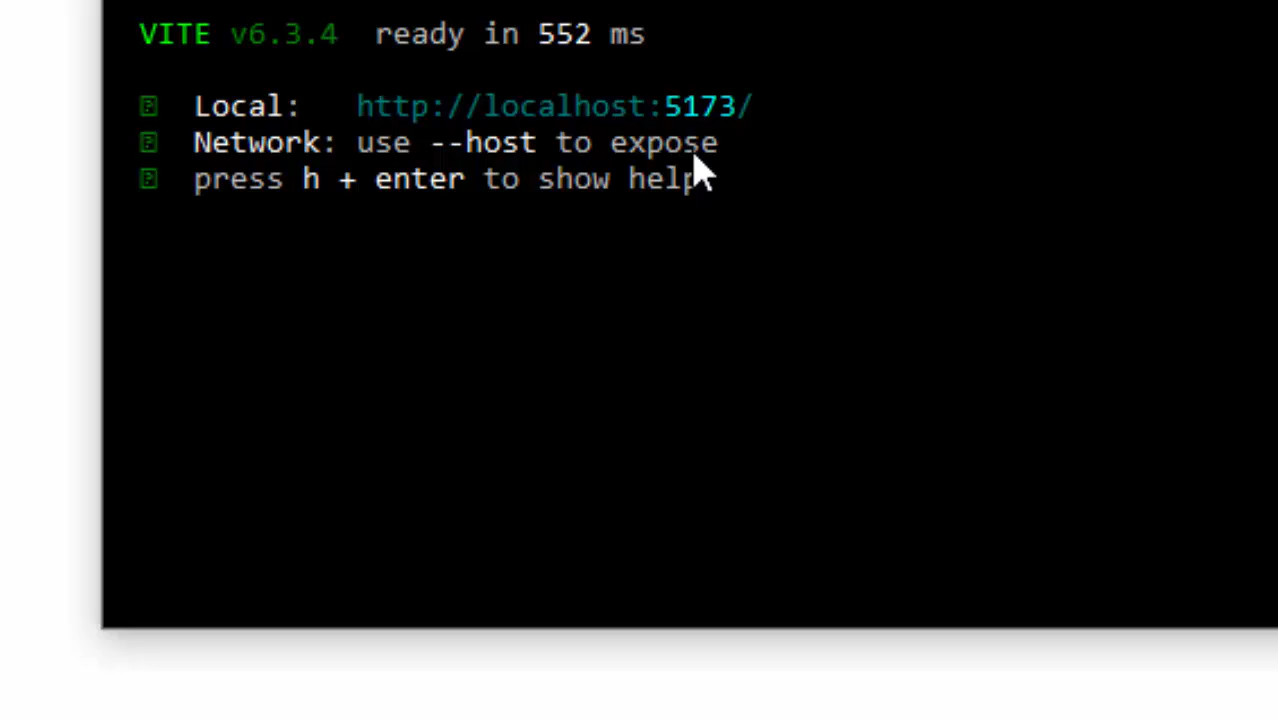 VITE v6.3.4 ready in 552 ms
Local: http://localhost:5173/
Network: use --host to expose
press h + enter to show help